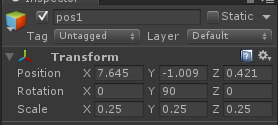 Inspector
pos1 Static
Tag Untagged Layer Default
Transform
Position X 7.645 Y -1.009 Z 0.421
Rotation X 0 Y 90 Z 0
Scale X 0.25 Y 0.25 Z 0.25